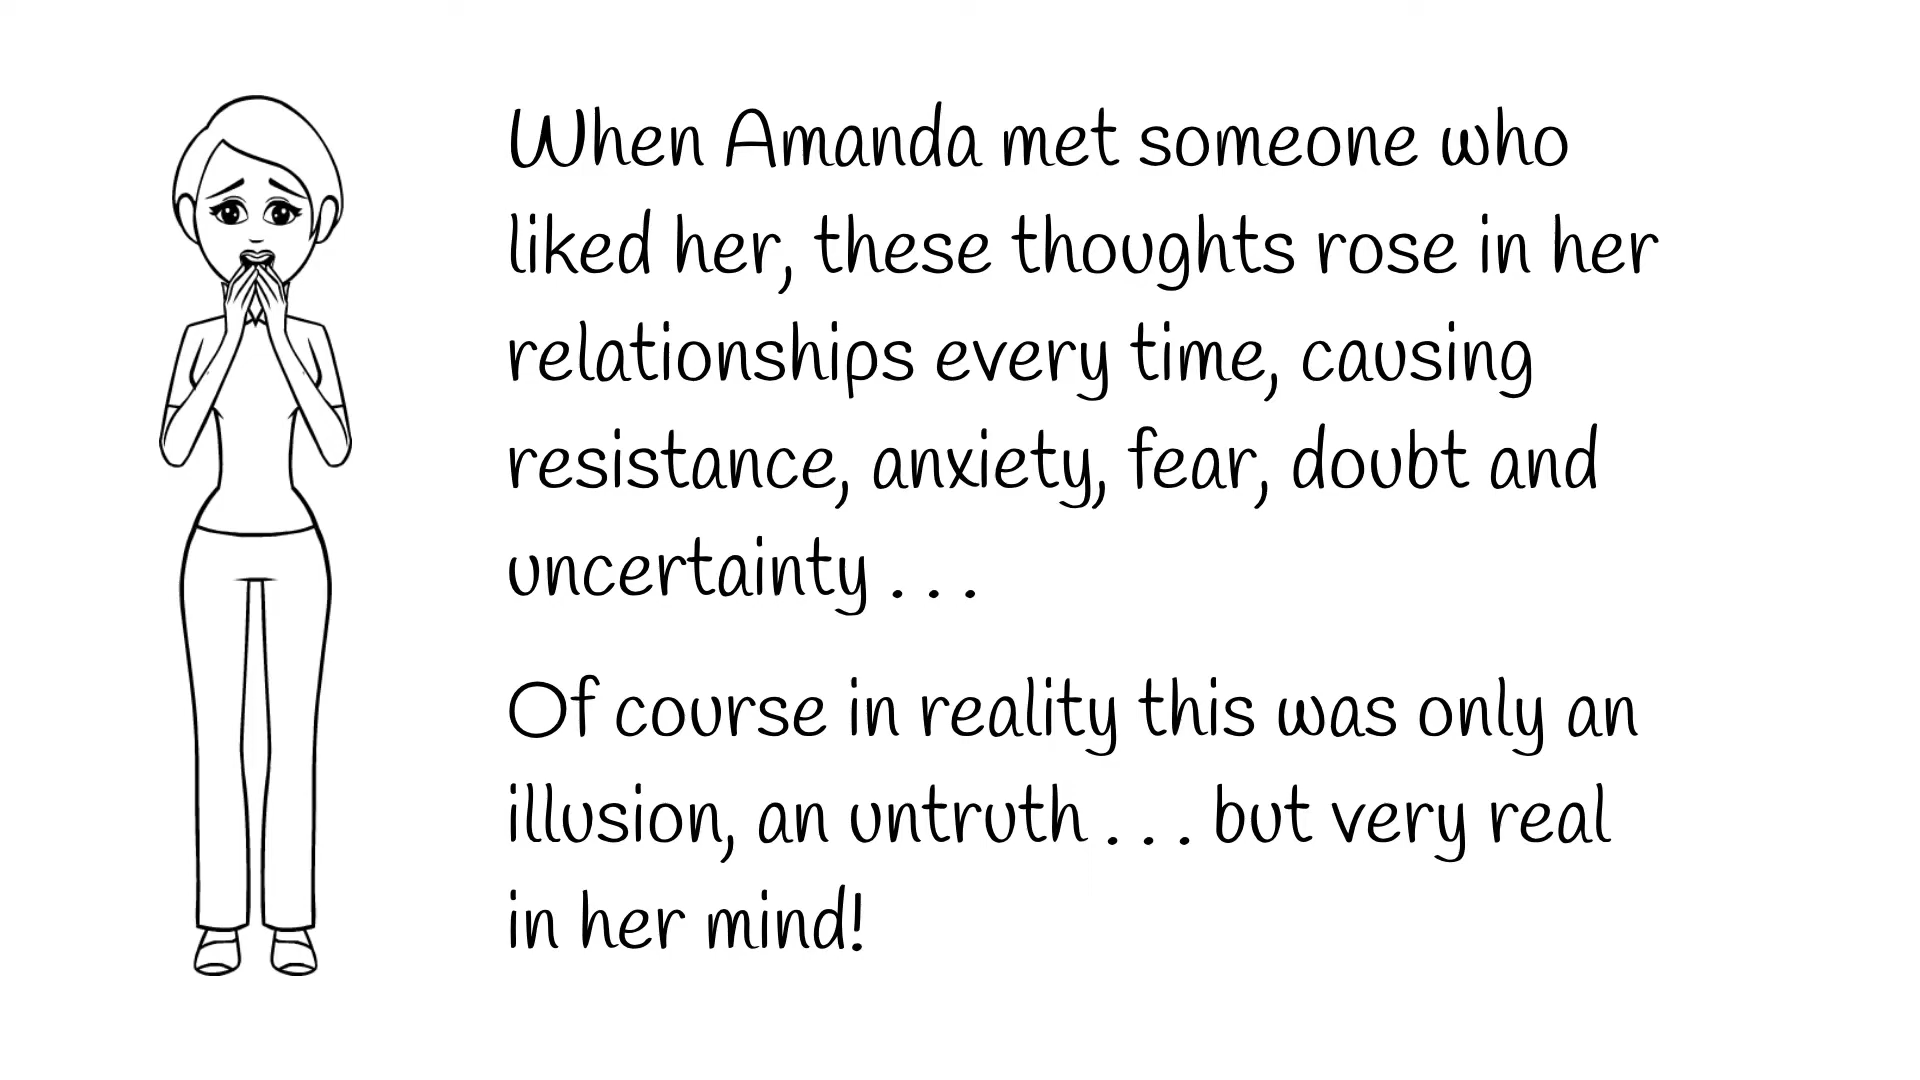 When Amanda met someone who
liked her, these thoughts rose in her
relationships every time, causing
resistance, anxiety, fear, doubt and
uncertainty . . .
Of course in reality this was only an
illusion, an untruth . . . but very real
in her mind!